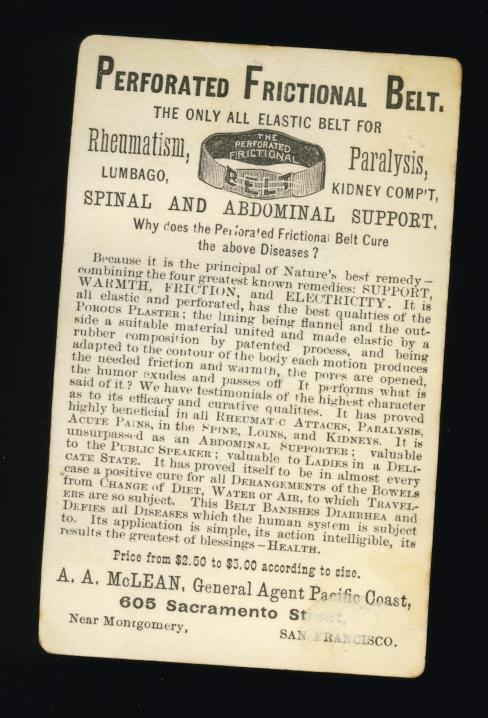 PERFORATED FRICTIONAL BELT.
THE ONLY ALL ELASTIC BELT FOR
Rheumatism,
LUMBAGO,
THE
PERFORATED
FRICTIONAL
BELT
Paralysis,
KIDNEY COMP'T,
SPINAL AND ABDOMINAL SUPPORT.
Why does the Perforated Frictional Belt Cure
the above Diseases?
Because it is the principal of Nature's best remedy—
combining the four greatest known remedies: SUPPORT,
WARMTH, FRICTION, and ELECTRICITY. It is
all elastic and perforated, has the best qualities of the
POROUS PLASTER; the lining being flannel and the out-
side a suitable material united and made elastic by a
rubber composition by patented process, and being
adapted to the contour of the body each motion produces
the needed friction and warmth, the pores are opened,
the humor exudes and passes off It performs what is
said of it? We have testimonials of the highest character
as to its efficacy and curative qualities. It has proved
highly beneficial in all RHEUMATIC ATTACKS, PARALYSIS,
ACUTE PAINS, in the SPINE, LOINS, and KIDNEYS. It is
unsurpassed as an ABDOMINAL SUPPORTER; valuable
to the PUBLIC SPEAKER; valuable to LADIES in a DELI-
CATE STATE. It has proved itself to be in almost every
case a positive cure for all DERANGEMENTS of the BOWELS
from CHANGE of DIET, WATER or AIR, to which TRAVEL-
ERS are so subject. This BELT BANISHES DIARRHEA and
DEFIES all DISEASES which the human system is subject
to. Its application is simple, its action intelligible, its
results the greatest of blessings—HEALTH.
Price from $2.50 to $5.00 according to size.
A. A. McLEAN, General Agent Pacific Coast,
605 Sacramento Street,
Near Montgomery,
SAN FRANCISCO.